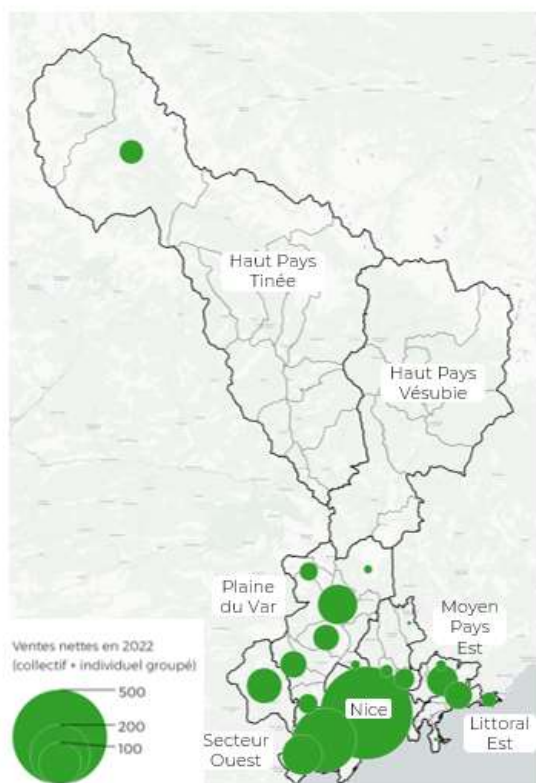 Haut Pays
Tinée
Haut Pays
Vésubie
Plaine
du Var
Moyen
Pays
Est
Ventes nettes en 2022
(collectif + individuel groupé)
500
200
100
Nice
Secteur
Ouest
Littoral
Est